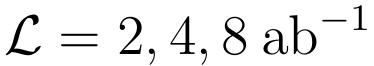 ℒ = 2, 4, 8 ab⁻¹